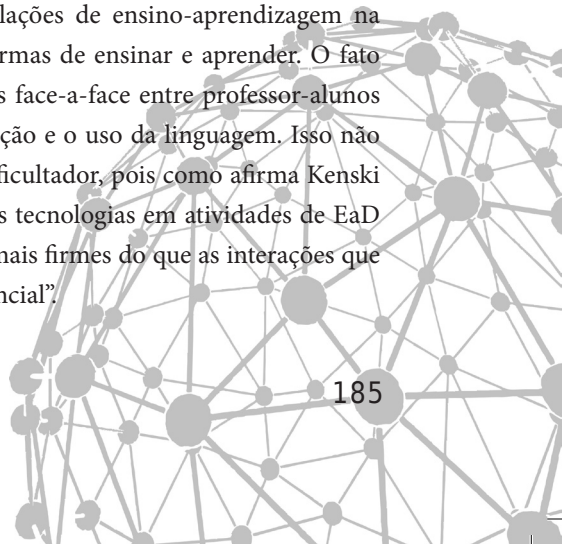 lações de ensino-aprendizagem na
rmas de ensinar e aprender. O fato
s face-a-face entre professor-alunos
ção e o uso da linguagem. Isso não
ficultador, pois como afirma Kenski
s tecnologias em atividades de EaD
nais firmes do que as interações que
ncial”.
185